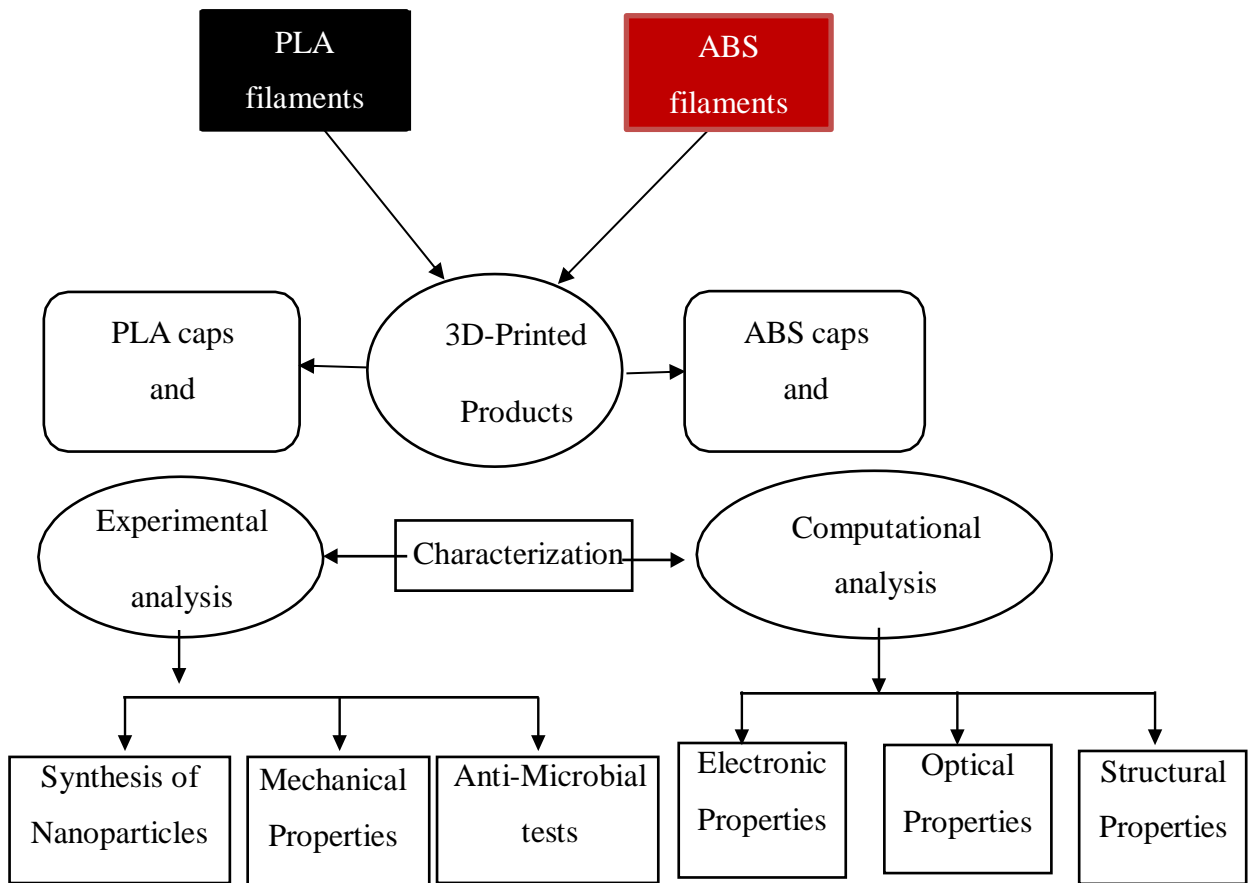 PLA
filaments
ABS
filaments
3D-Printed
Products
PLA caps
and
ABS caps
and
Experimental
analysis
Characterization
Computational
analysis
Synthesis of
Nanoparticles
Mechanical
Properties
Anti-Microbial
tests
Electronic
Properties
Optical
Properties
Structural
Properties